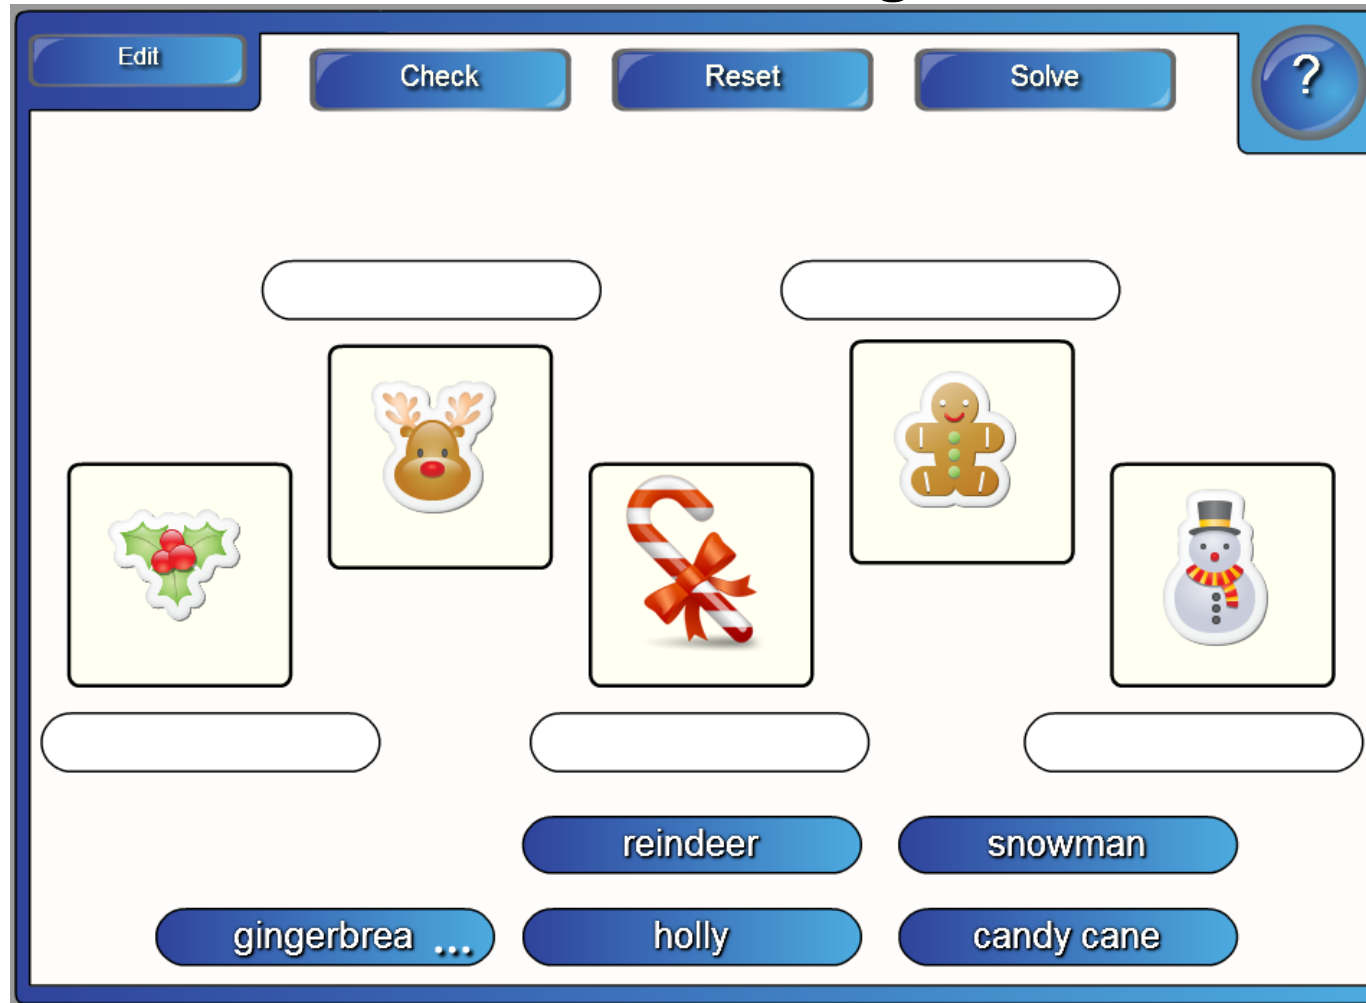 Edit
Check
Reset
Solve
?
reindeer
snowman
gingerbrea ...
holly
candy cane